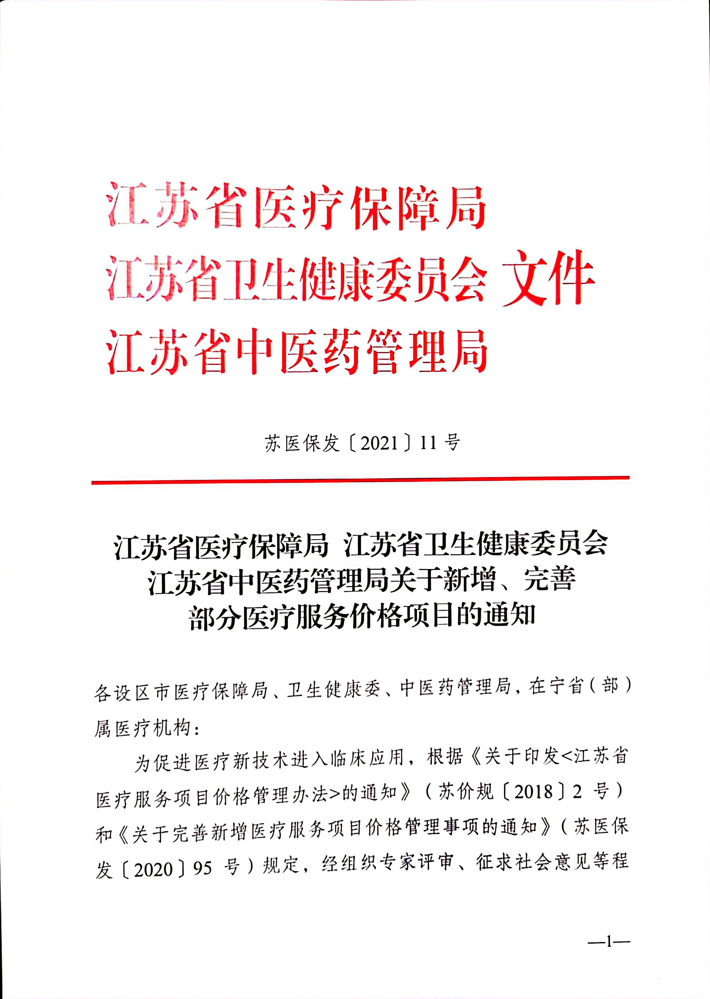 江苏省医疗保障局
江苏省卫生健康委员会 文件
江苏省中医药管理局
苏医保发〔2021〕11 号
江苏省医疗保障局 江苏省卫生健康委员会
江苏省中医药管理局关于新增、完善
部分医疗服务价格项目的通知
各设区市医疗保障局、卫生健康委、中医药管理局，在宁省（部）
属医疗机构：
为促进医疗新技术进入临床应用，根据《关于印发<江苏省
医疗服务项目价格管理办法>的通知》（苏价规〔2018〕2 号）
和《关于完善新增医疗服务项目价格管理事项的通知》（苏医保
发〔2020〕95 号）规定，经组织专家评审、征求社会意见等程
—1—